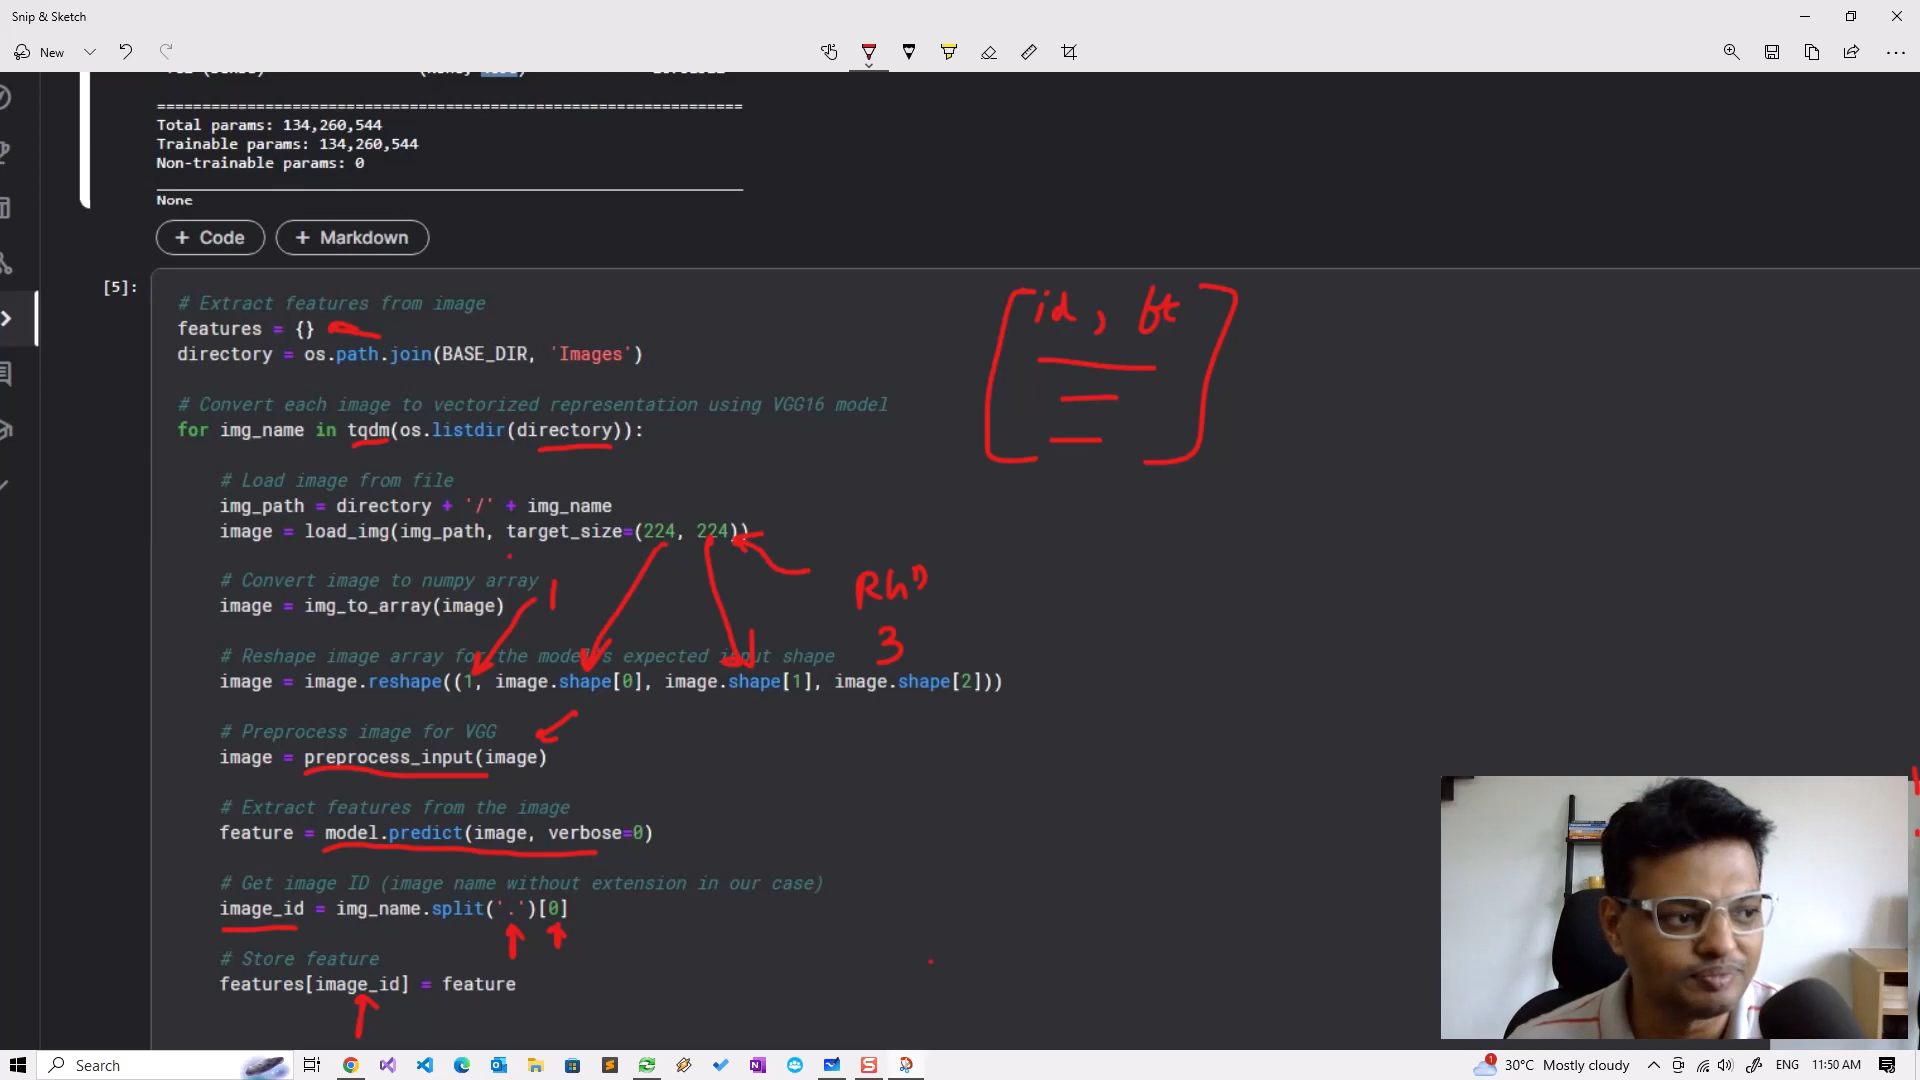 Snip & Sketch
New
Total params: 134,260,544
Trainable params: 134,260,544
Non-trainable params: 0
None
+ Code
+ Markdown
[5]:
# Extract features from image
features = {}
directory = os.path.join(BASE_DIR, 'Images')
# Convert each image to vectorized representation using VGG16 model
for img_name in tqdm(os.listdir(directory)):
# Load image from file
img_path = directory + '/' + img_name
image = load_img(img_path, target_size=(224, 224))
# Convert image to numpy array
image = img_to_array(image)
# Reshape image array for the model's expected input shape
image = image.reshape((1, image.shape[0], image.shape[1], image.shape[2]))
# Preprocess image for VGG
image = preprocess_input(image)
# Extract features from the image
feature = model.predict(image, verbose=0)
# Get image ID (image name without extension in our case)
image_id = img_name.split('.')[0]
# Store feature
features[image_id] = feature
id, ft
1
3
Search
1
30°C Mostly cloudy
ENG
11:50 AM